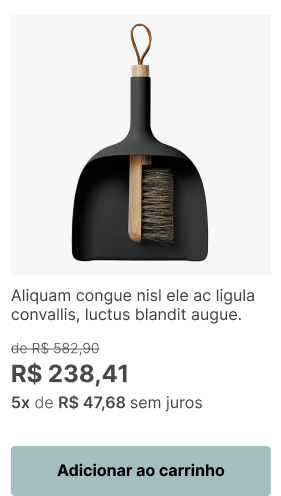 Aliquam congue nisl ele ac ligula
convallis, luctus blandit augue.
de R$ 582,90
R$ 238,41
5x de R$ 47,68 sem juros
Adicionar ao carrinho